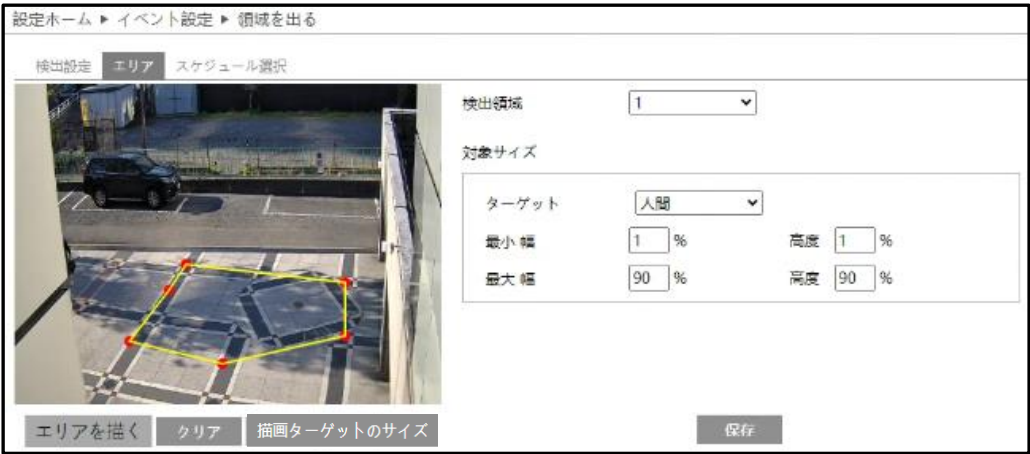 設定ホーム ▶ イベント設定 ▶ 領域を出る
検出設定 エリア スケジュール選択
検出領域 1
対象サイズ
ターゲット 人間
最小 幅 1 % 高度 1 %
最大 幅 90 % 高度 90 %
エリアを描く クリア 描画ターゲットのサイズ 保存